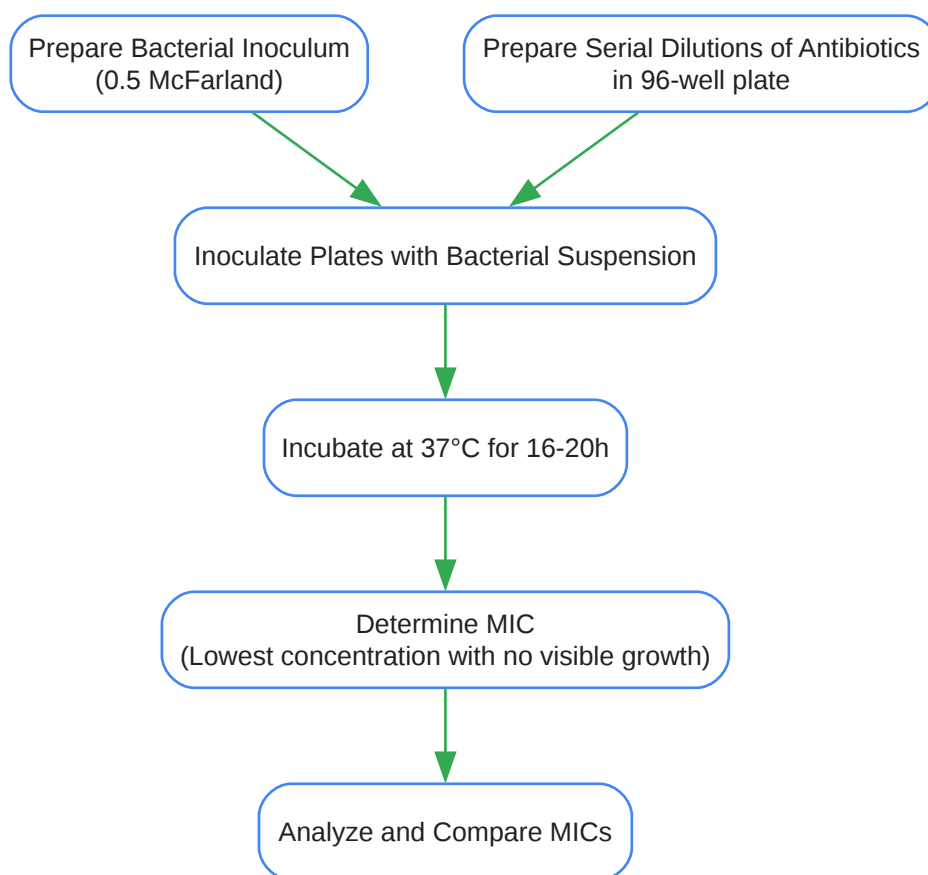 Prepare Bacterial Inoculum
(0.5 McFarland)
Prepare Serial Dilutions of Antibiotics
in 96-well plate
Inoculate Plates with Bacterial Suspension
Incubate at 37°C for 16-20h
Determine MIC
(Lowest concentration with no visible growth)
Analyze and Compare MICs